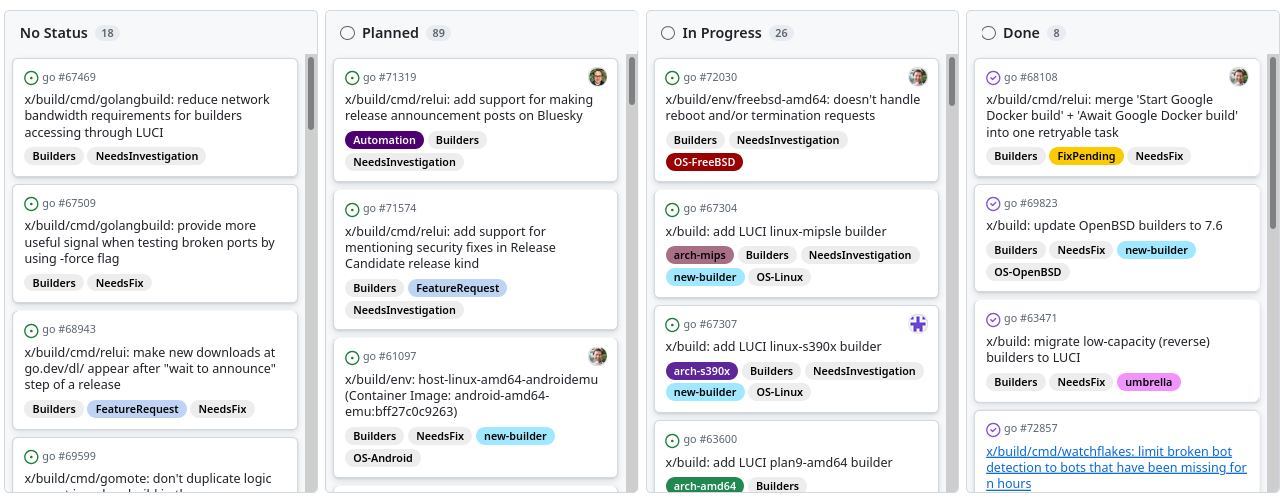 No Status 18
go #67469
x/build/cmd/golangbuild: reduce network
bandwidth requirements for builders
accessing through LUCI
Builders NeedsInvestigation
go #67509
x/build/cmd/golangbuild: provide more
useful signal when testing broken ports by
using -force flag
Builders NeedsFix
go #68943
x/build/cmd/relui: make new downloads at
go.dev/dl/ appear after "wait to announce"
step of a release
Builders FeatureRequest NeedsFix
go #69599
x/build/cmd/gomote: don't duplicate logic
Planned 89
go #71319
x/build/cmd/relui: add support for making
release announcement posts on Bluesky
Automation Builders
NeedsInvestigation
go #71574
x/build/cmd/relui: add support for
mentioning security fixes in Release
Candidate release kind
Builders FeatureRequest
NeedsInvestigation
go #61097
x/build/env: host-linux-amd64-androidemu
(Container Image: android-amd64-
emu:bff27c0c9263)
Builders NeedsFix new-builder
OS-Android
In Progress 26
go #72030
x/build/env/freebsd-amd64: doesn't handle
reboot and/or termination requests
Builders NeedsInvestigation
OS-FreeBSD
go #67304
x/build: add LUCI linux-mipsle builder
arch-mips Builders NeedsInvestigation
new-builder OS-Linux
go #67307
x/build: add LUCI linux-s390x builder
arch-s390x Builders NeedsInvestigation
new-builder OS-Linux
go #63600
x/build: add LUCI plan9-amd64 builder
arch-amd64 Builders
Done 8
go #68108
x/build/cmd/relui: merge 'Start Google
Docker build' + 'Await Google Docker build'
into one retryable task
Builders FixPending NeedsFix
go #69823
x/build: update OpenBSD builders to 7.6
Builders NeedsFix new-builder
OS-OpenBSD
go #63471
x/build: migrate low-capacity (reverse)
builders to LUCI
Builders NeedsFix umbrella
go #72857
x/build/cmd/watchflakes: limit broken bot
detection to bots that have been missing for
n hours